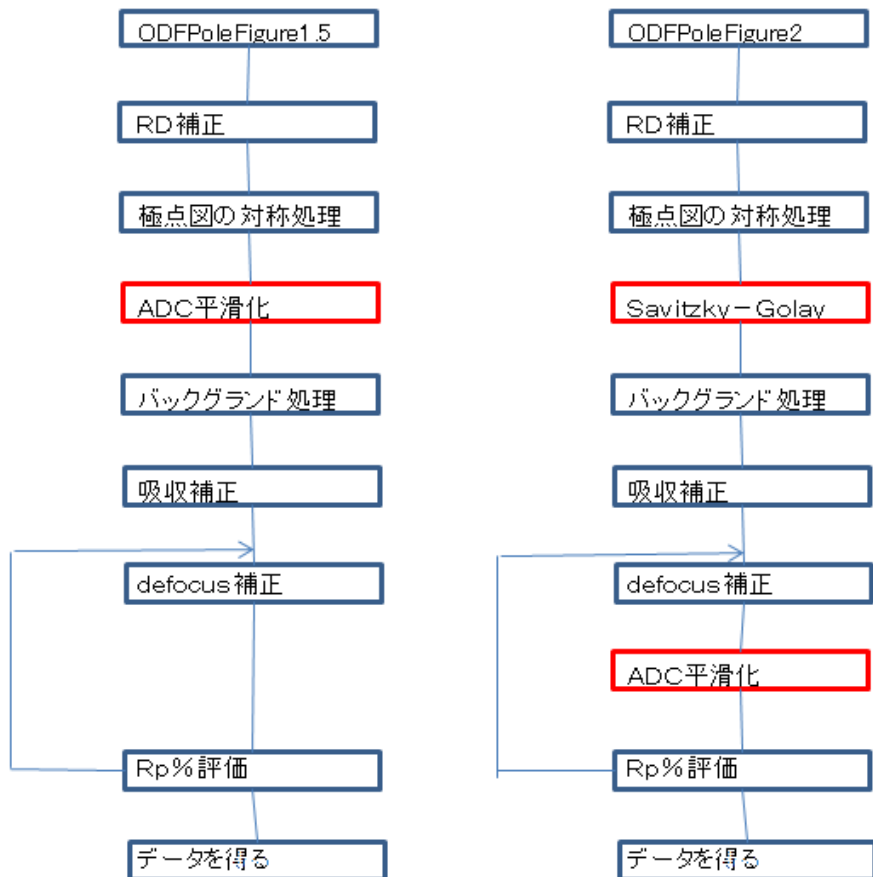 ODFPoleFigure1.5
RD補正
極点図の対称処理
ADC平滑化
バックグランド処理
吸収補正
defocus補正
Rp%評価
データを得る
ODFPoleFigure2
RD補正
極点図の対称処理
Savitzky－Golay
バックグランド処理
吸収補正
defocus補正
ADC平滑化
Rp%評価
データを得る